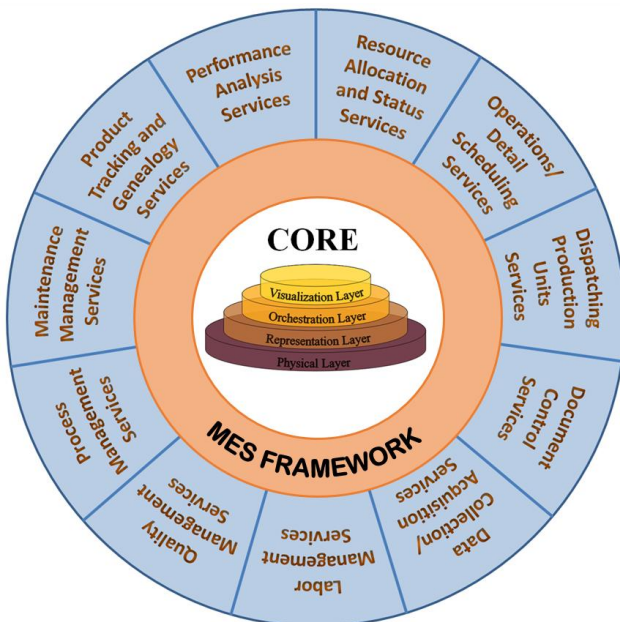 Performance
Analysis
Services
Resource
Allocation
and Status
Services
Operations/
Detail
Scheduling
Services
Dispatching
Production
Units
Services
Document
Control
Services
Data
Collection/
Acquisition
Services
Labor
Management
Services
Quality
Management
Services
Process
Management
Services
Maintenance
Management
Services
Product
Tracking and
Genealogy
Services
CORE
Visualization Layer
Orchestration Layer
Representation Layer
Physical Layer
MES FRAMEWORK